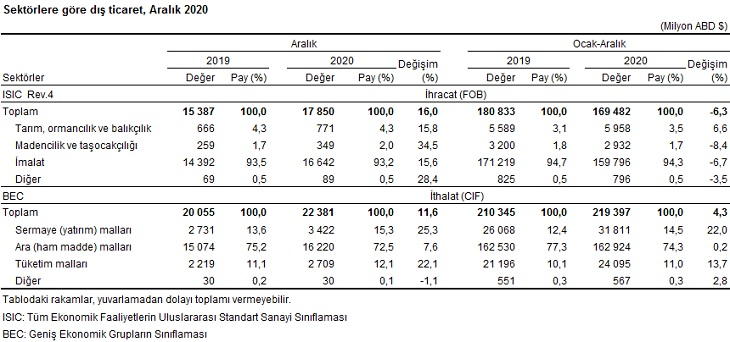 Sektörlere göre dış ticaret, Aralık 2020
(Milyon ABD $)
Aralık Ocak-Aralık
2019 2020 Değişim 2019 2020 Değişim
Sektörler Değer Pay (%) Değer Pay (%) (%) Değer Pay (%) Değer Pay (%) (%)
ISIC Rev.4 İhracat (FOB)
Toplam 15 387 100,0 17 850 100,0 16,0 180 833 100,0 169 482 100,0 -6,3
Tarım, ormancılık ve balıkçılık 666 4,3 771 4,3 15,8 5 589 3,1 5 958 3,5 6,6
Madencilik ve taşocakçılığı 259 1,7 349 2,0 34,5 3 200 1,8 2 932 1,7 -8,4
İmalat 14 392 93,5 16 642 93,2 15,6 171 219 94,7 159 796 94,3 -6,7
Diğer 69 0,5 89 0,5 28,4 825 0,5 796 0,5 -3,5
BEC İthalat (CIF)
Toplam 20 055 100,0 22 381 100,0 11,6 210 345 100,0 219 397 100,0 4,3
Sermaye (yatırım) malları 2 731 13,6 3 422 15,3 25,3 26 068 12,4 31 811 14,5 22,0
Ara (ham madde) malları 15 074 75,2 16 220 72,5 7,6 162 530 77,3 162 924 74,3 0,2
Tüketim malları 2 219 11,1 2 709 12,1 22,1 21 196 10,1 24 095 11,0 13,7
Diğer 30 0,2 30 0,1 -1,1 551 0,3 567 0,3 2,8
Tablodaki rakamlar, yuvarlamadan dolayı toplamı vermeyebilir.
ISIC: Tüm Ekonomik Faaliyetlerin Uluslararası Standart Sanayi Sınıflaması
BEC: Geniş Ekonomik Grupların Sınıflaması